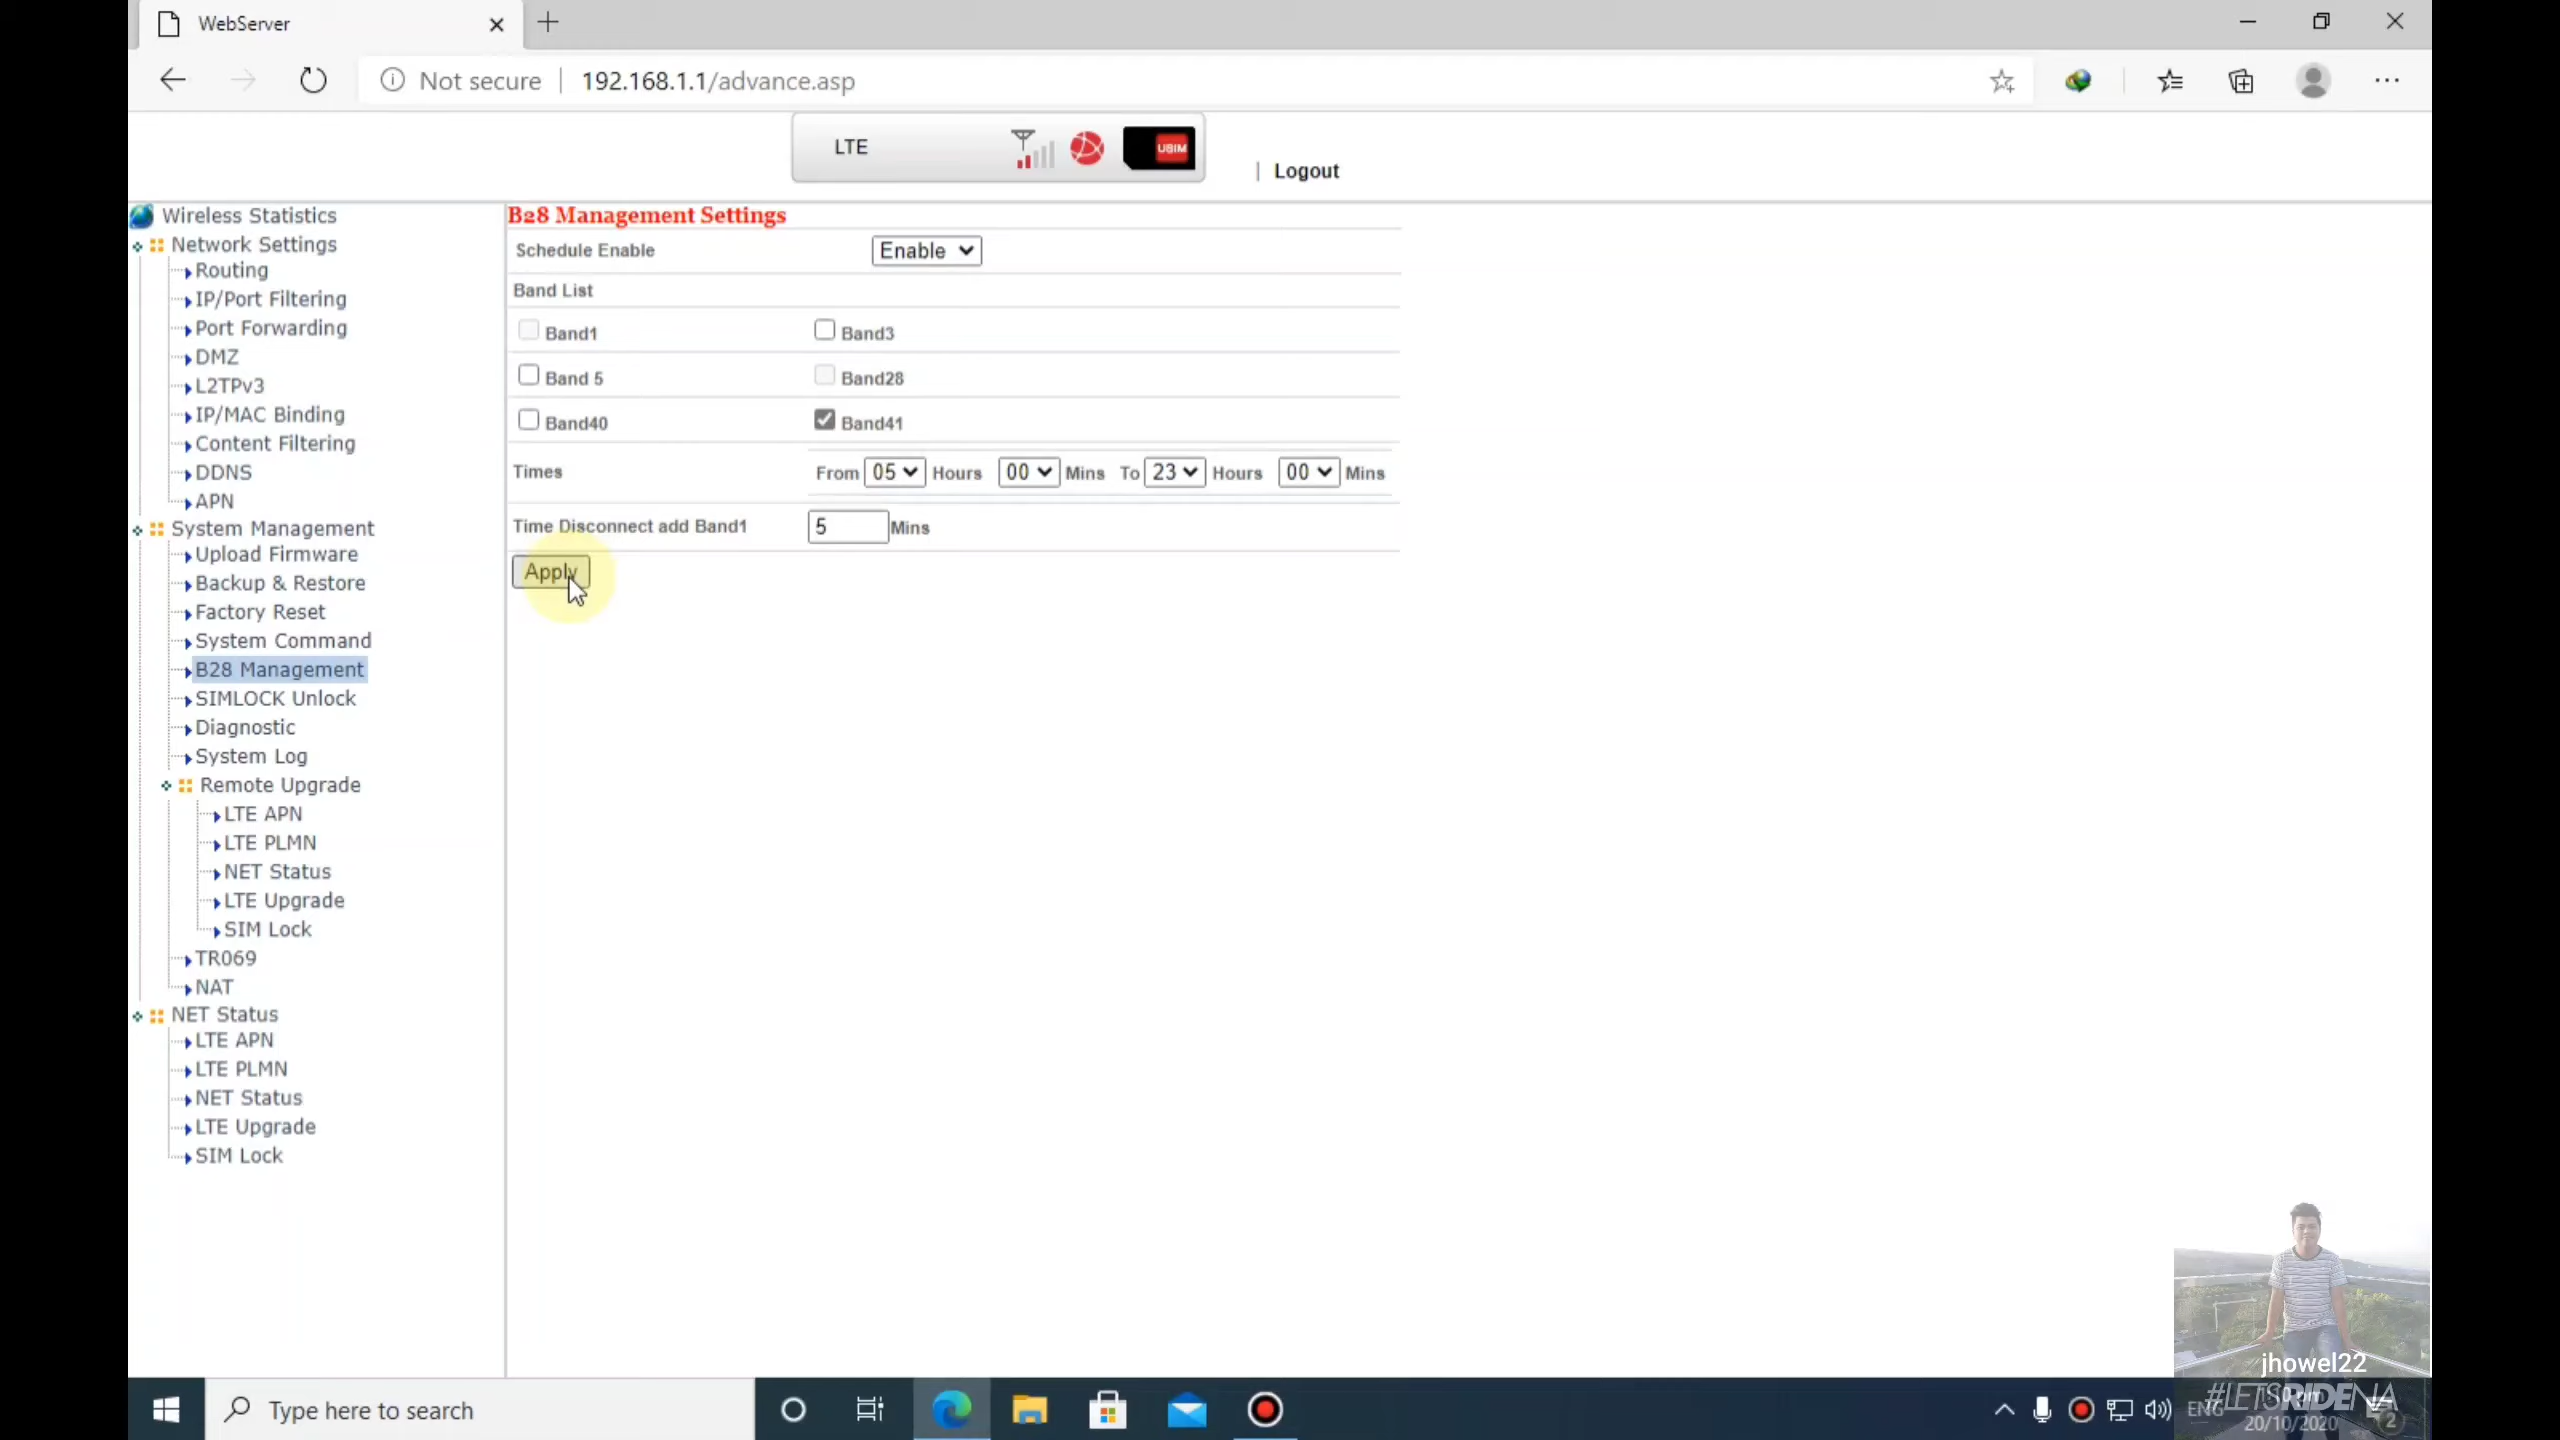 WebServer
Not secure 192.168.1.1/advance.asp
LTE
USIM
| Logout
Wireless Statistics
Network Settings
Routing
IP/Port Filtering
Port Forwarding
DMZ
L2TPv3
IP/MAC Binding
Content Filtering
DDNS
APN
System Management
Upload Firmware
Backup & Restore
Factory Reset
System Command
B28 Management
SIMLOCK Unlock
Diagnostic
System Log
Remote Upgrade
LTE APN
LTE PLMN
NET Status
LTE Upgrade
SIM Lock
TR069
NAT
NET Status
LTE APN
LTE PLMN
NET Status
LTE Upgrade
SIM Lock
B28 Management Settings
Schedule Enable Enable
Band List
Band1 Band3
Band 5 Band28
Band40 Band41
Times From 05 Hours 00 Mins To 23 Hours 00 Mins
Time Disconnect add Band1 5 Mins
Apply
jhowel22
#LETSRIDENA
Type here to search
ENG
20/10/2020
2